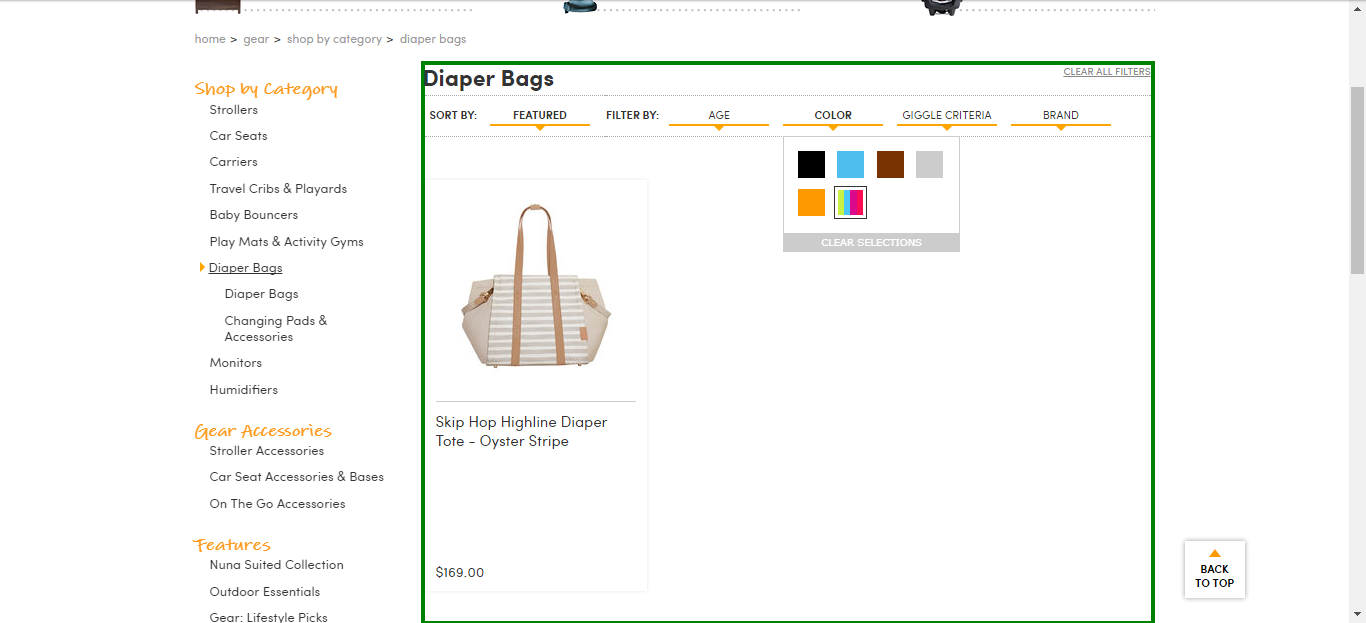 home > gear > shop by category > diaper bags
Shop by Category
Strollers
Car Seats
Carriers
Travel Cribs & Playards
Baby Bouncers
Play Mats & Activity Gyms
Diaper Bags
Diaper Bags
Changing Pads &
Accessories
Monitors
Humidifiers
Gear Accessories
Stroller Accessories
Car Seat Accessories & Bases
On The Go Accessories
Features
Nuna Suited Collection
Outdoor Essentials
Gear: Lifestyle Picks
Diaper Bags
CLEAR ALL FILTERS
SORT BY: FEATURED FILTER BY: AGE COLOR GIGGLE CRITERIA BRAND
CLEAR SELECTIONS
Skip Hop Highline Diaper
Tote - Oyster Stripe
$169.00
BACK
TO TOP